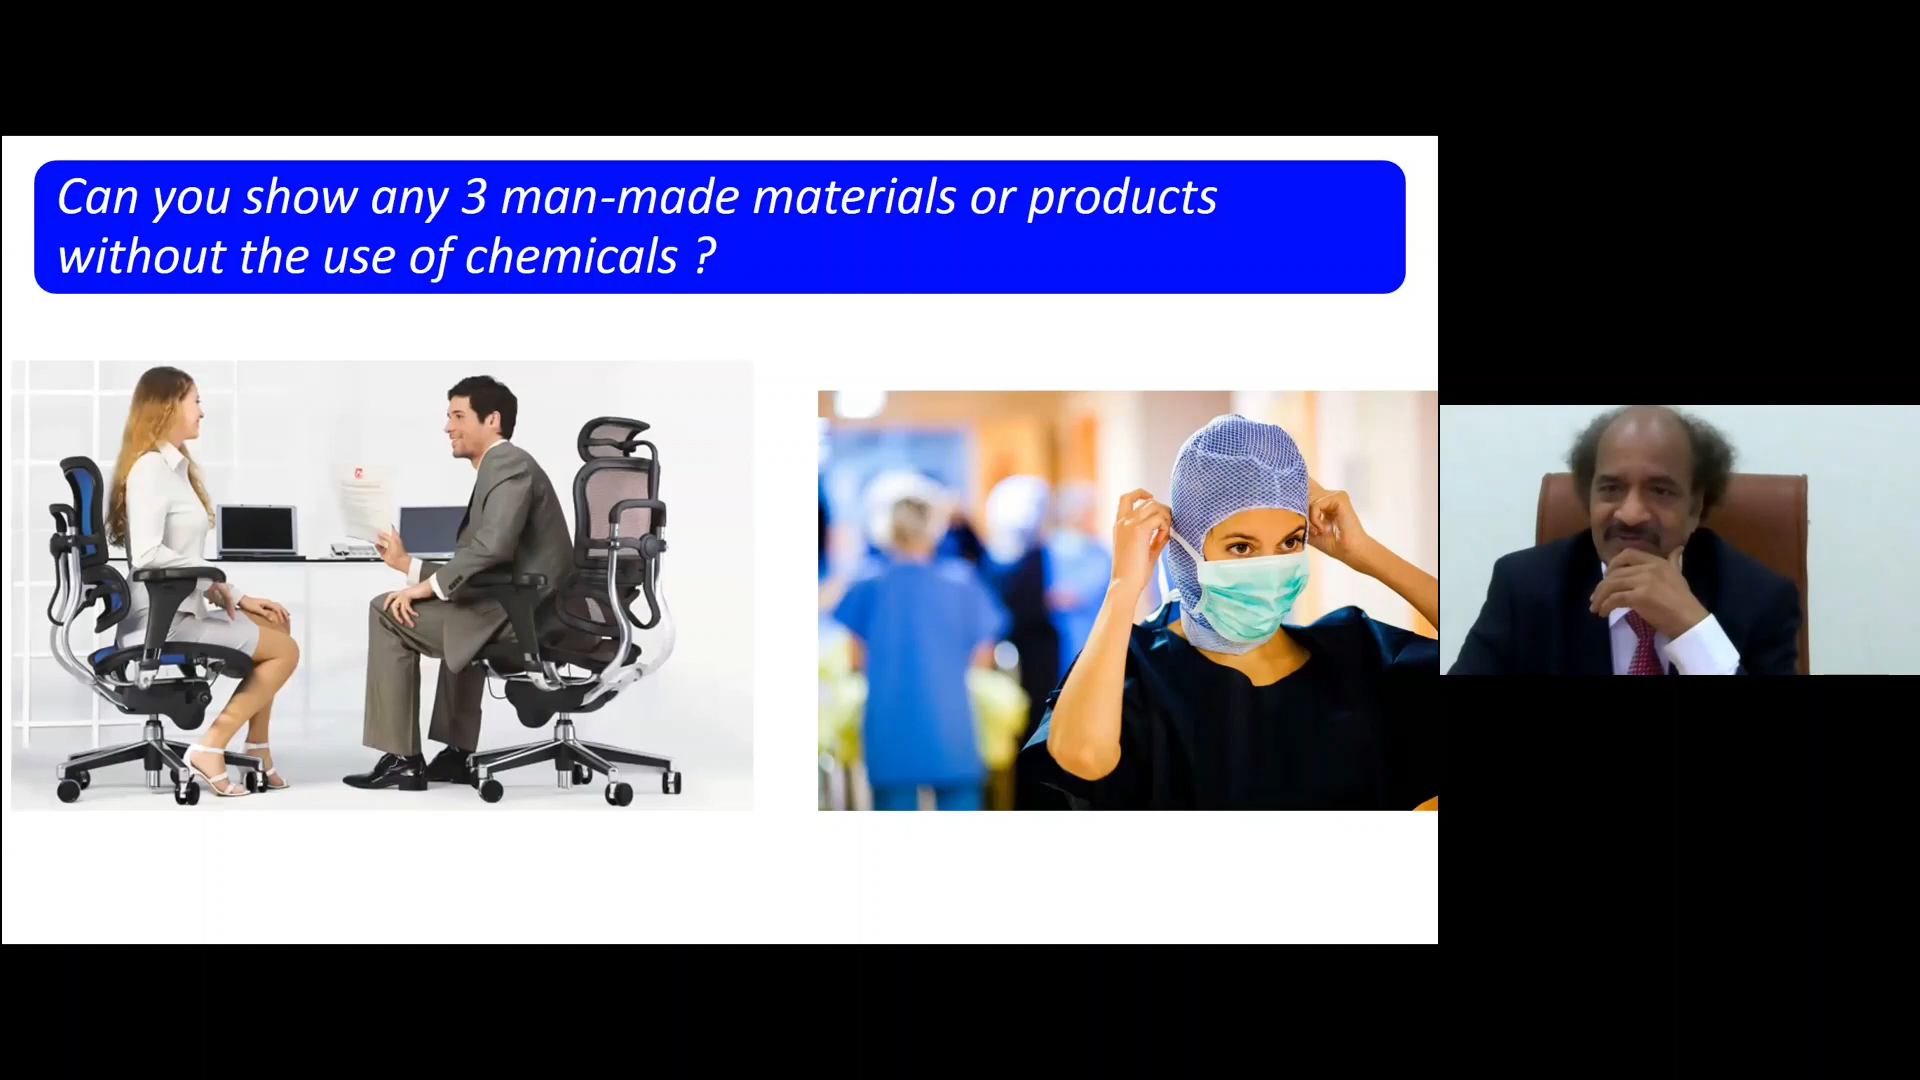 Can you show any 3 man-made materials or products
without the use of chemicals ?